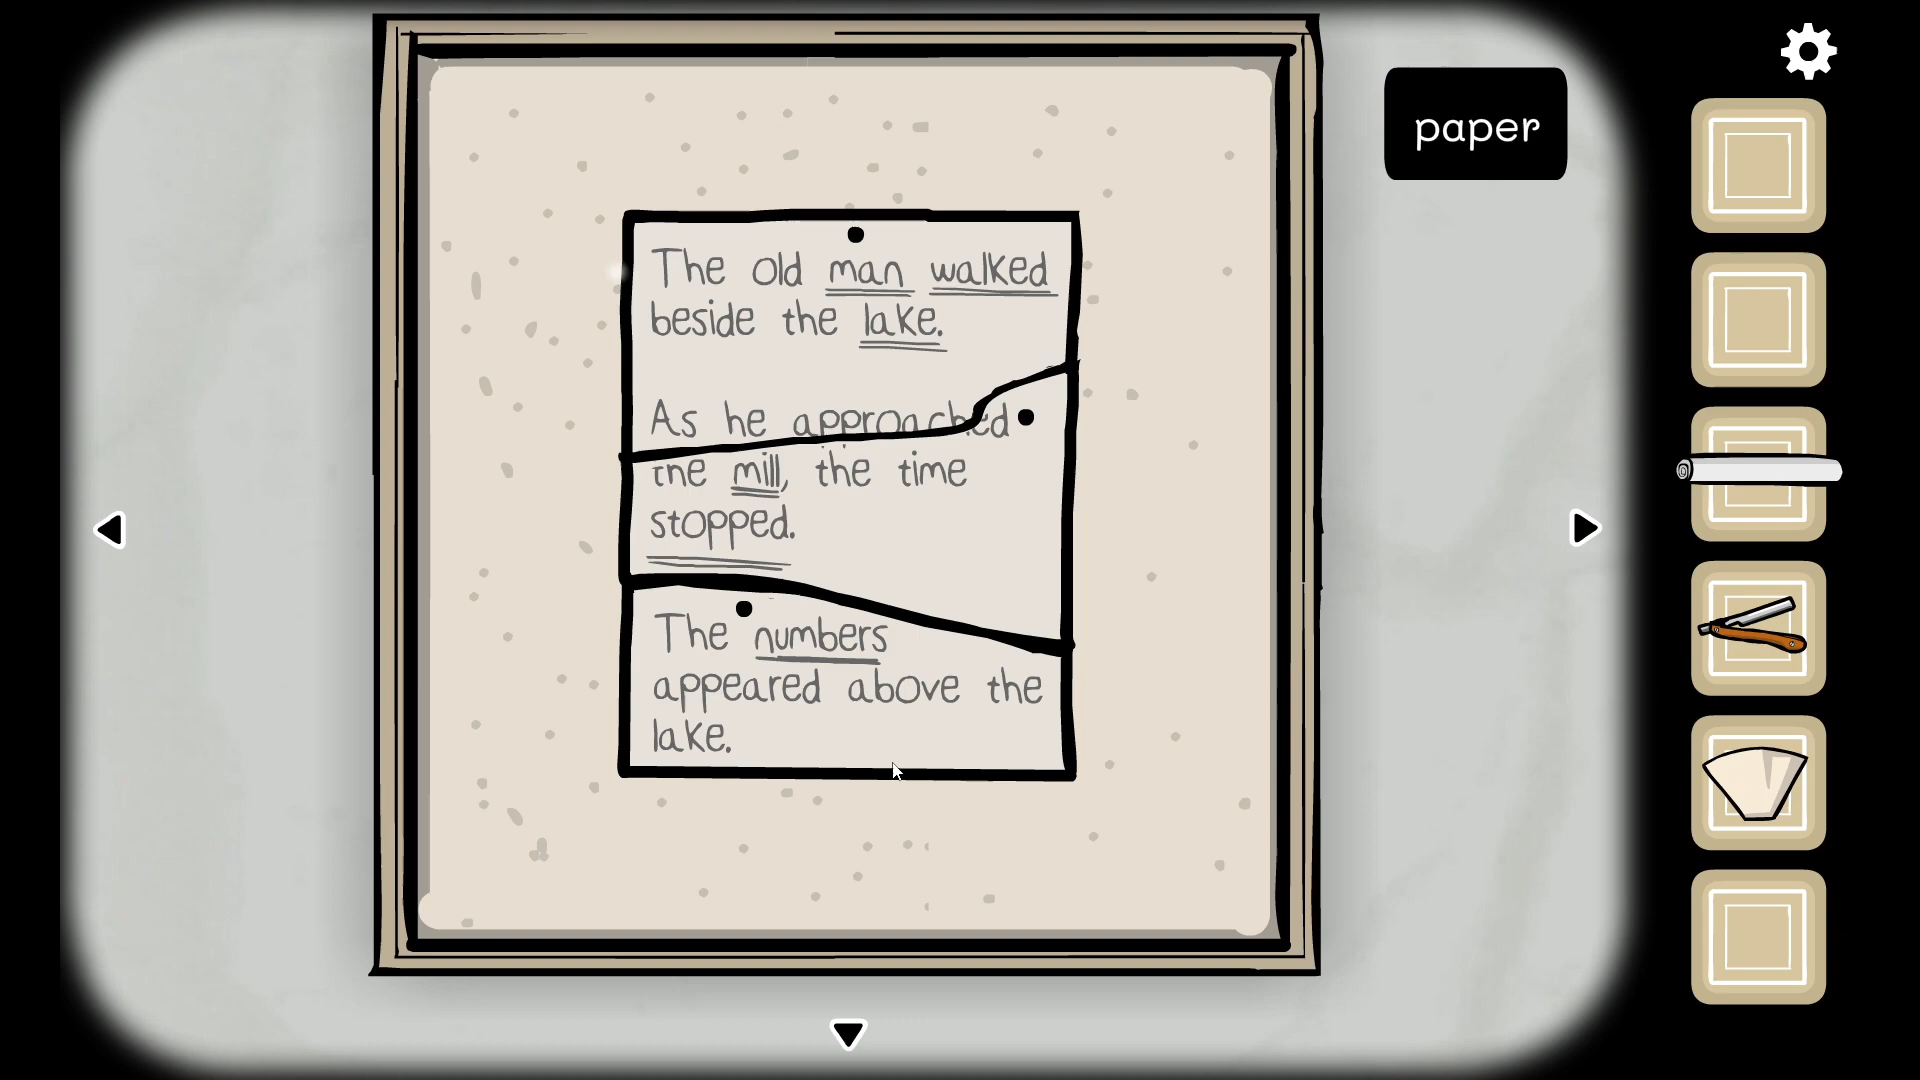 paper
The old man walked
beside the lake.
As he approached
the mill, the time
stopped.
The numbers
appeared above the
lake.